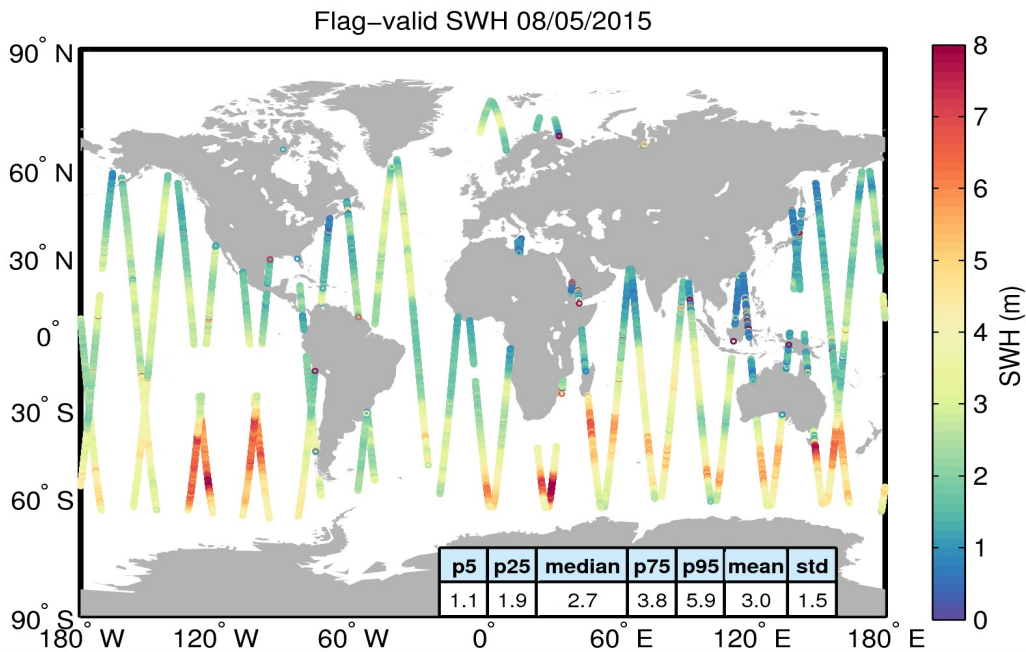 Flag−valid SWH 08/05/2015
90° N
60° N
30° N
0°
30° S
60° S
90° S
180° W
120° W
60° W
0°
60° E
120° E
180° E
p5 p25 median p75 p95 mean std
1.1 1.9 2.7 3.8 5.9 3.0 1.5
8
7
6
5
4
3
2
1
0
SWH (m)